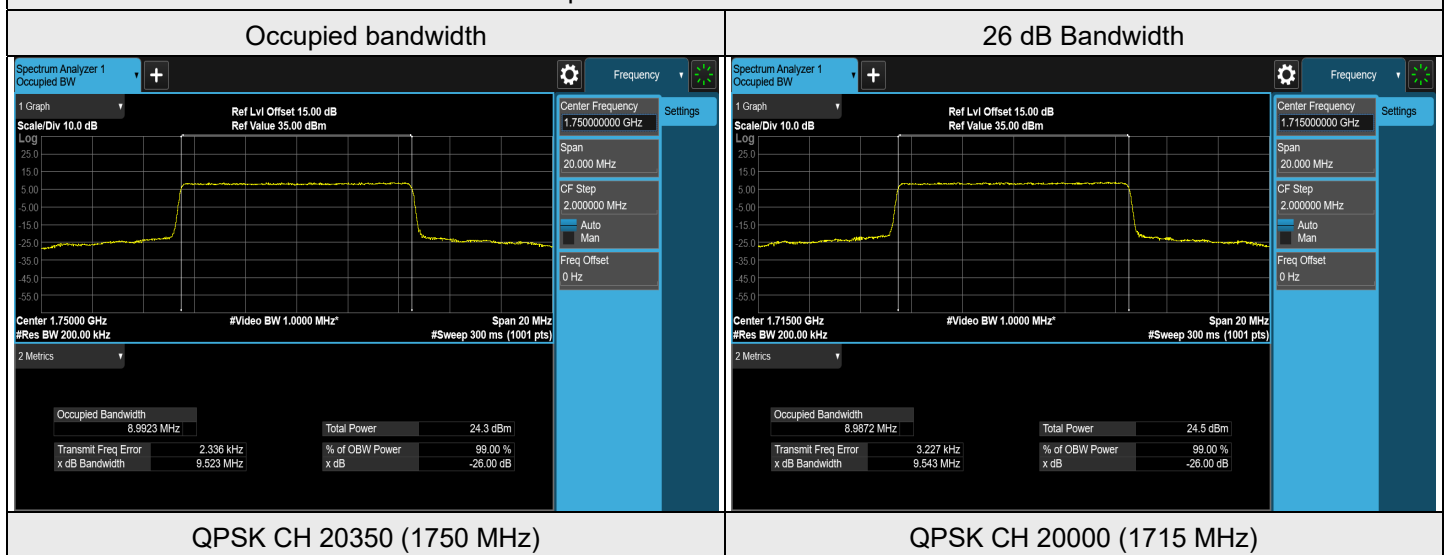 Occupied bandwidth
26 dB Bandwidth
Spectrum Analyzer 1
Occupied BW
+
Frequency
1 Graph
Ref Lvl Offset 15.00 dB
Scale/Div 10.0 dB
Ref Value 35.00 dBm
Log
25.0
15.0
5.00
-5.00
-15.0
-25.0
-35.0
-45.0
-55.0
Center 1.75000 GHz
#Video BW 1.0000 MHz*
Span 20 MHz
#Res BW 200.00 kHz
#Sweep 300 ms (1001 pts)
Center Frequency
1.750000000 GHz
Settings
Span
20.000 MHz
CF Step
2.000000 MHz
Auto
Man
Freq Offset
0 Hz
2 Metrics
Occupied Bandwidth
8.9923 MHz
Total Power 24.3 dBm
Transmit Freq Error 2.336 kHz
% of OBW Power 99.00 %
x dB Bandwidth 9.523 MHz
x dB -26.00 dB
Spectrum Analyzer 1
Occupied BW
+
Frequency
1 Graph
Ref Lvl Offset 15.00 dB
Scale/Div 10.0 dB
Ref Value 35.00 dBm
Log
25.0
15.0
5.00
-5.00
-15.0
-25.0
-35.0
-45.0
-55.0
Center 1.71500 GHz
#Video BW 1.0000 MHz*
Span 20 MHz
#Res BW 200.00 kHz
#Sweep 300 ms (1001 pts)
Center Frequency
1.715000000 GHz
Settings
Span
20.000 MHz
CF Step
2.000000 MHz
Auto
Man
Freq Offset
0 Hz
2 Metrics
Occupied Bandwidth
8.9872 MHz
Total Power 24.5 dBm
Transmit Freq Error 3.227 kHz
% of OBW Power 99.00 %
x dB Bandwidth 9.543 MHz
x dB -26.00 dB
QPSK CH 20350 (1750 MHz)
QPSK CH 20000 (1715 MHz)